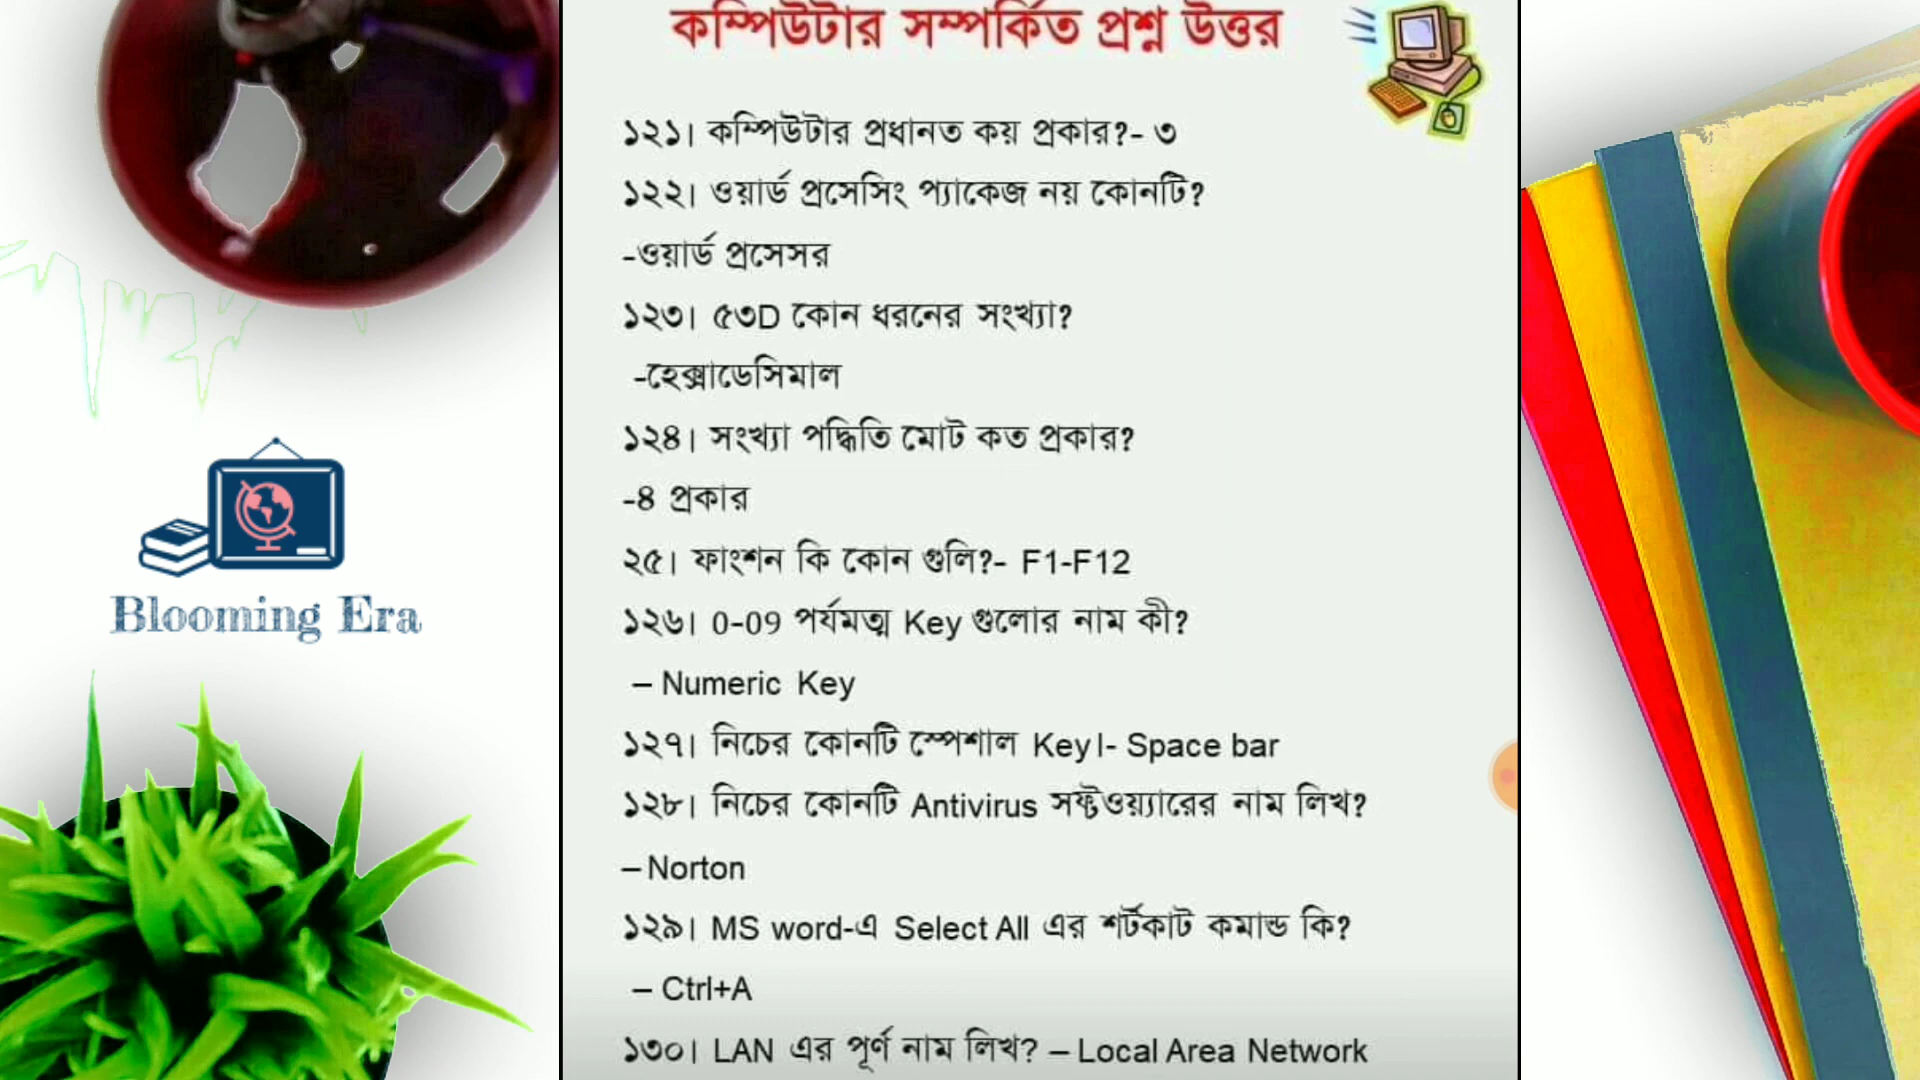 কম্পিউটার সম্পর্কিত প্রশ্ন উত্তর
১২১। কম্পিউটার প্রধানত কয় প্রকার?- ৩
১২২। ওয়ার্ড প্রসেসিং প্যাকেজ নয় কোনটি?
-ওয়ার্ড প্রসেসর
১২৩। ৫৩D কোন ধরনের সংখ্যা?
-হেক্সাডেসিমাল
১২৪। সংখ্যা পদ্ধিতি মোট কত প্রকার?
-৪ প্রকার
২৫। ফাংশন কি কোন গুলি?- F1-F12
১২৬। 0-09 পর্যমত্ম Key গুলোর নাম কী?
– Numeric Key
১২৭। নিচের কোনটি স্পেশাল Key।- Space bar
১২৮। নিচের কোনটি Antivirus সফ্টওয়্যারের নাম লিখ?
– Norton
১২৯। MS word-এ Select All এর শর্টকাট কমান্ড কি?
– Ctrl+A
১৩০। LAN এর পূর্ণ নাম লিখ? – Local Area Network
Blooming Era